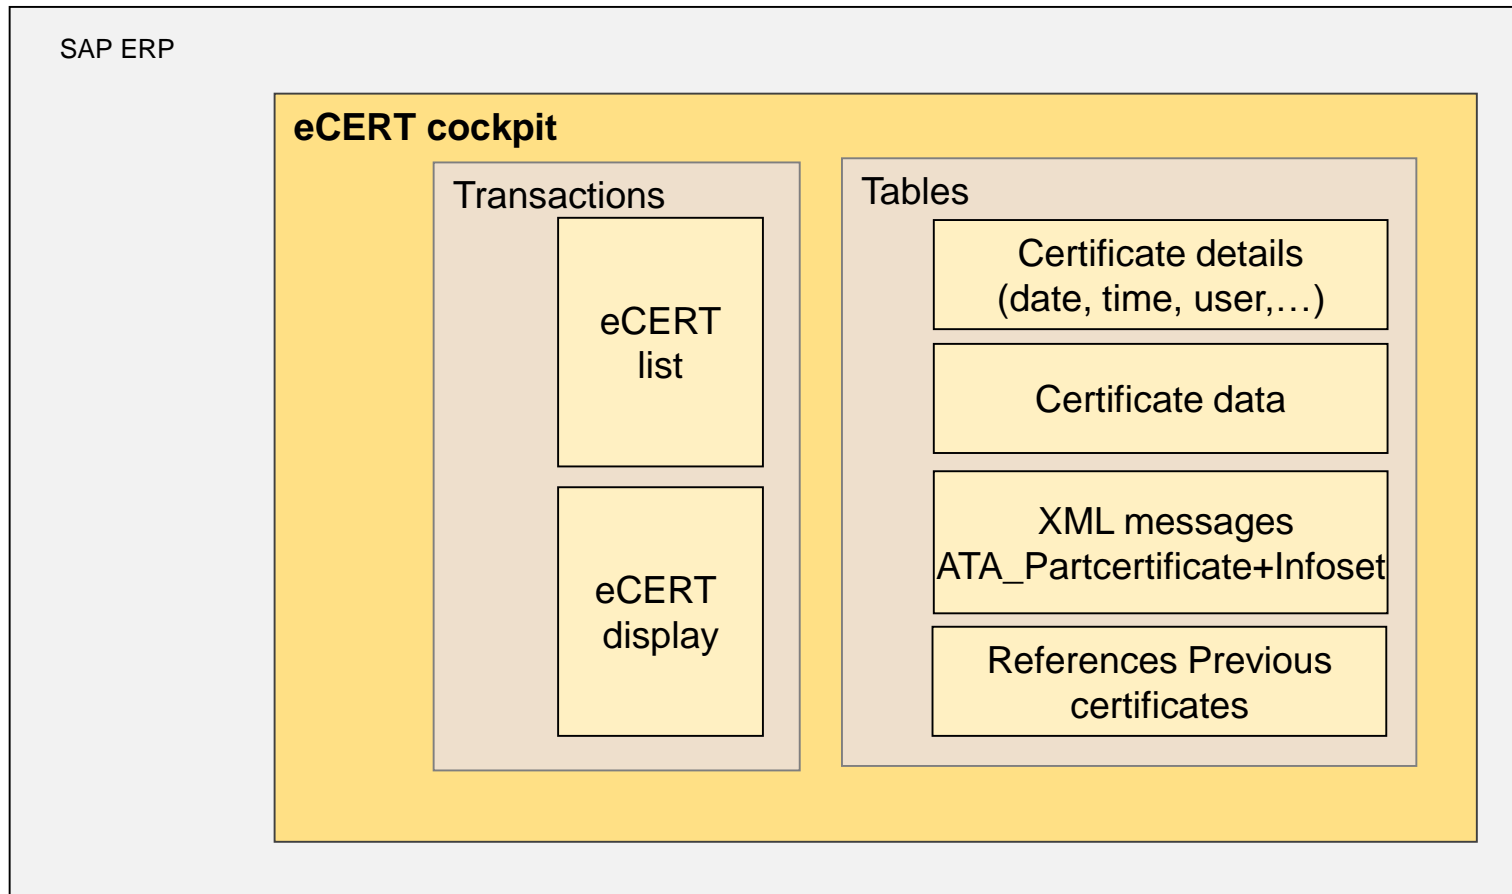 SAP ERP
eCERT cockpit
Transactions
eCERT
list
eCERT
display
Tables
Certificate details
(date, time, user,…)
Certificate data
XML messages
ATA_Partcertificate+Infoset
References Previous
certificates